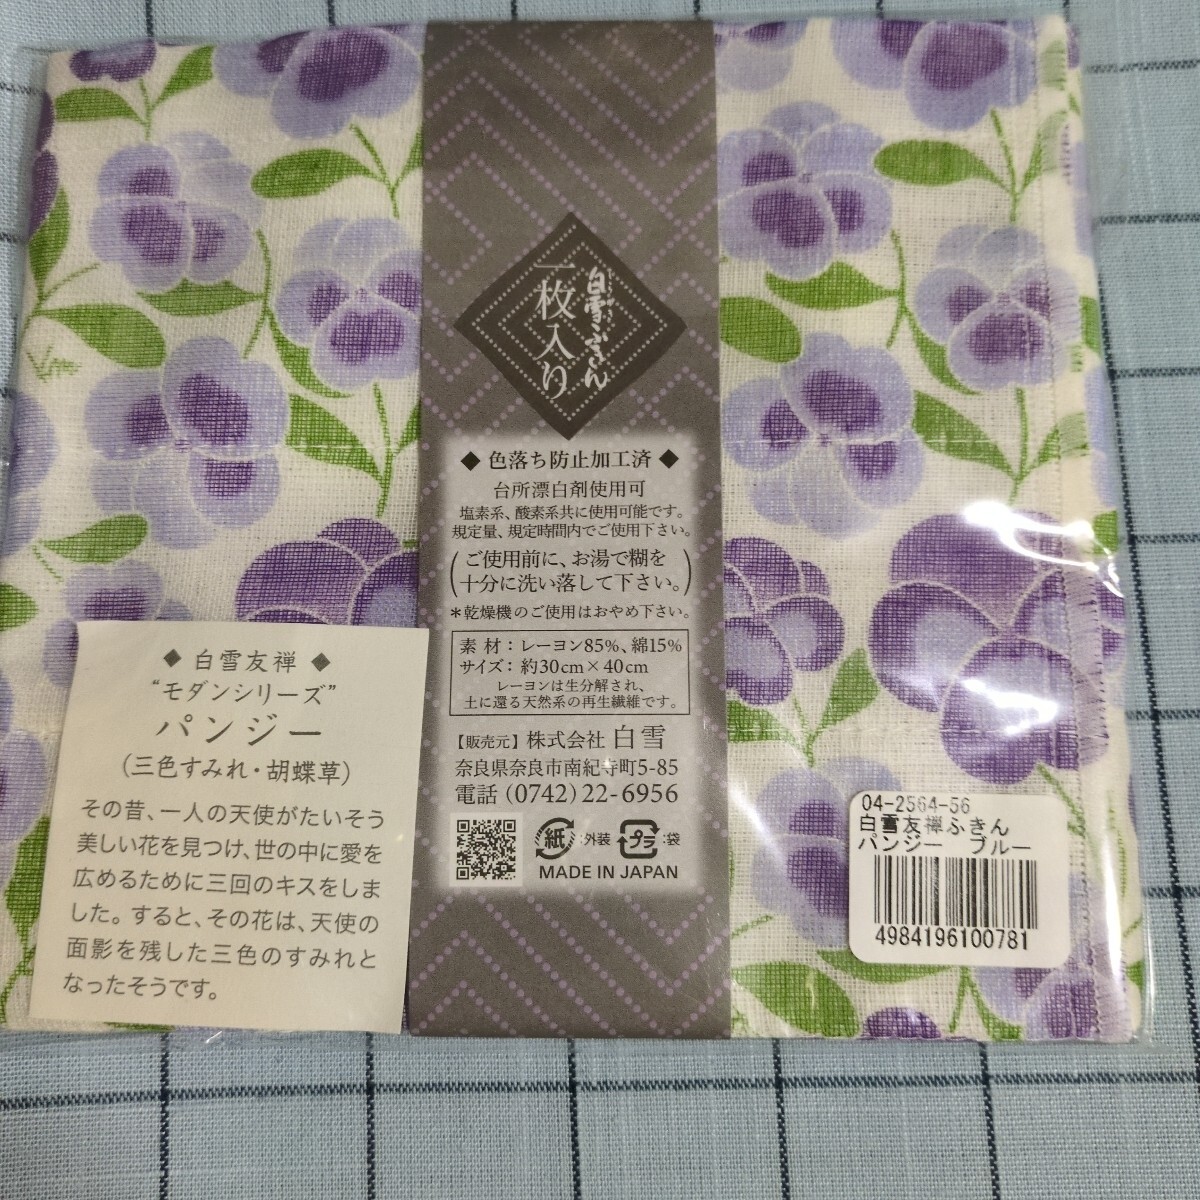 白雪ふきん
一枚入り
◆ 色落ち防止加工済 ◆
台所漂白剤使用可
塩素系、酸素系共に使用可能です。
規定量、規定時間内でご使用下さい。
(ご使用前に、お湯で糊を
十分に洗い落して下さい。)
＊乾燥機のご使用はおやめ下さい。
素 材：レーヨン85%、綿15%
サイズ：約30cm×40cm
レーヨンは生分解され、
土に還る天然系の再生繊維です。
【販売元】株式会社 白雪
奈良県奈良市南紀寺町5-85
電話 (0742) 22-6956
紙：外装 プラ：袋
MADE IN JAPAN
◆ 白雪友禅 ◆
“モダンシリーズ”
パンジー
(三色すみれ・胡蝶草)
その昔、一人の天使がたいそう
美しい花を見つけ、世の中に愛を
広めるために三回のキスをしま
した。すると、その花は、天使の
面影を残した三色のすみれと
なったそうです。
04-2564-56
白雪友禅ふきん
パンジー ブルー
4984196100781